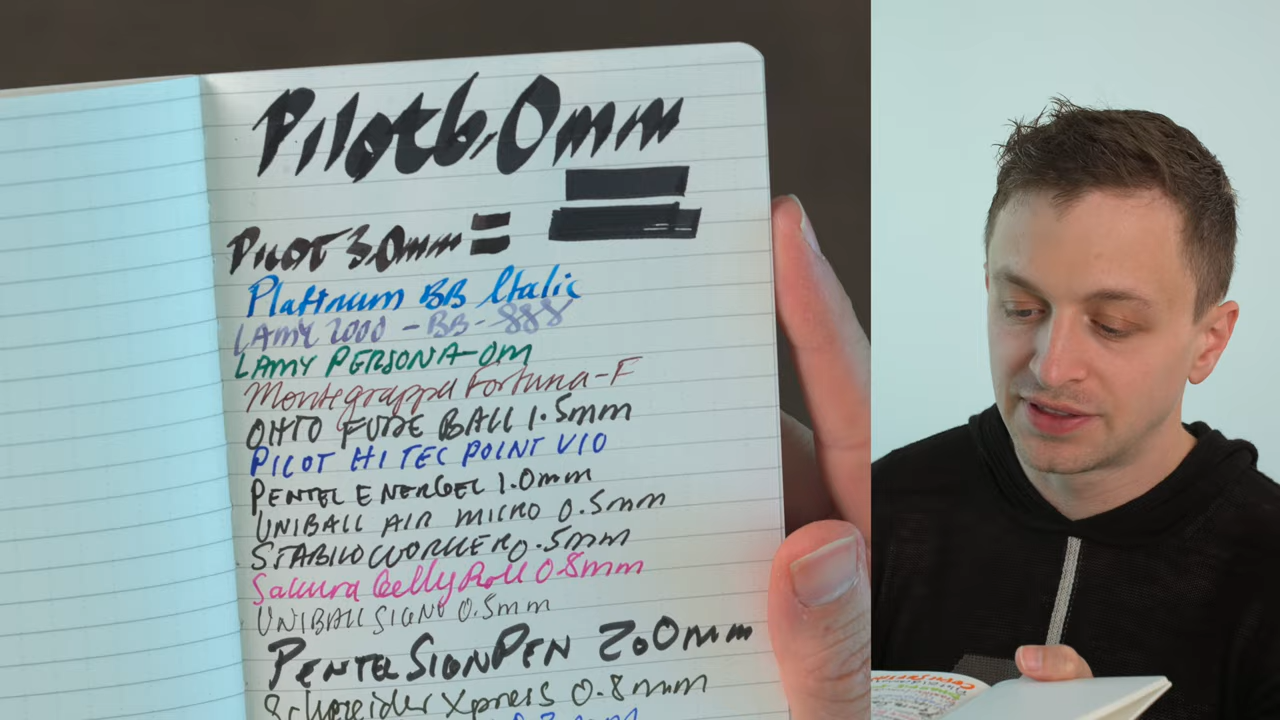 Pilot 6.0mm
PILOT 3.0mm =
Platinum BB Italic
LAMY 2000 - BB - 888
LAMY PERSONA - OM
Montegrappa Fortuna - F
OHTO FUDE BALL 1.5mm
PILOT HI TEC POINT V10
PENTEL ENERGEL 1.0mm
UNIBALL AIR MICRO 0.5mm
STABILO WORKER 0.5mm
Sakura Gelly Roll 0.8mm
UNIBALL SIGNO 0.5mm
PENTEL SIGN PEN 2.0mm
Schneider Xpress 0.8mm